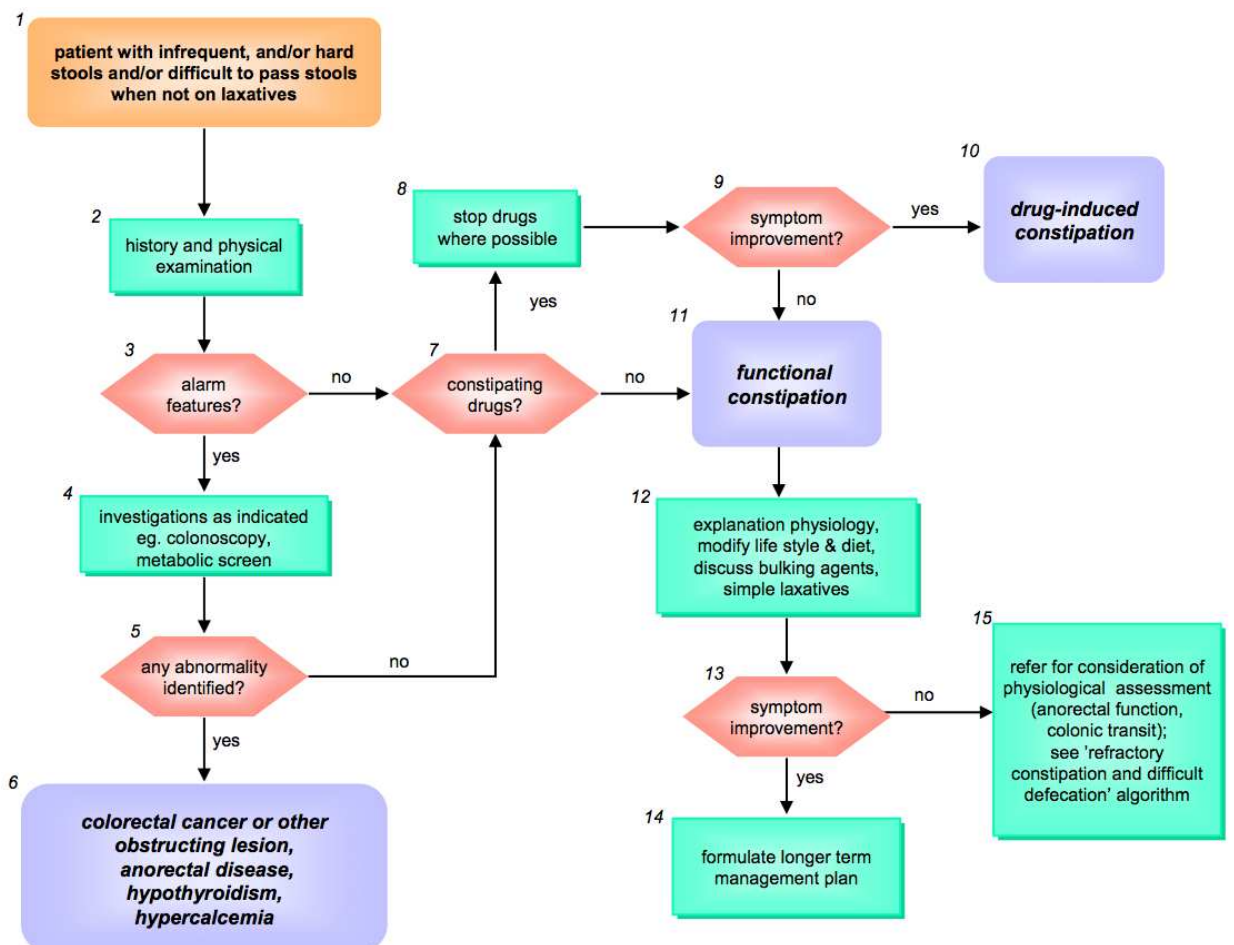 1
patient with infrequent, and/or hard
stools and/or difficult to pass stools
when not on laxatives
2
history and physical
examination
3
alarm
features?
no
yes
4
investigations as indicated
eg. colonoscopy,
metabolic screen
5
any abnormality
identified?
no
yes
6
colorectal cancer or other
obstructing lesion,
anorectal disease,
hypothyroidism,
hypercalcemia
7
constipating
drugs?
yes
no
8
stop drugs
where possible
9
symptom
improvement?
yes
no
10
drug-induced
constipation
11
functional
constipation
12
explanation physiology,
modify life style & diet,
discuss bulking agents,
simple laxatives
13
symptom
improvement?
no
yes
14
formulate longer term
management plan
15
refer for consideration of
physiological assessment
(anorectal function,
colonic transit);
see 'refractory
constipation and difficult
defecation' algorithm